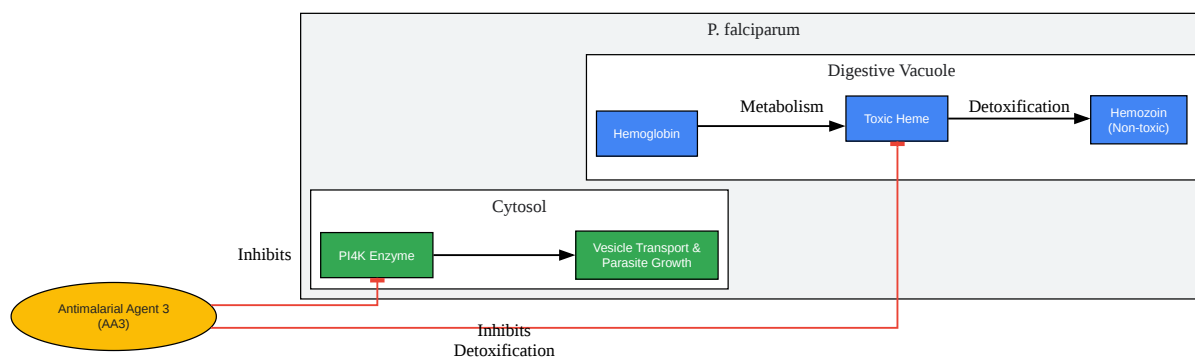 P. falciparum
Digestive Vacuole
Metabolism
Detoxification
Hemoglobin
Toxic Heme
Hemozoin
(Non-toxic)
Cytosol
Inhibits
PI4K Enzyme
Vesicle Transport &
Parasite Growth
Antimalarial Agent 3
(AA3)
Inhibits
Detoxification